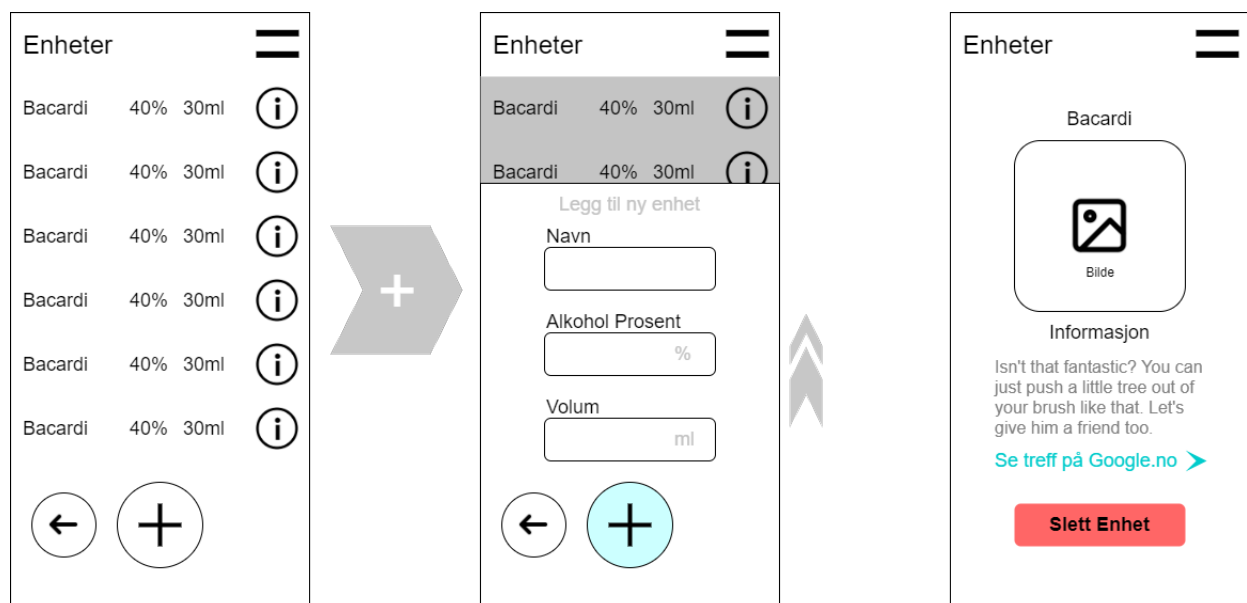 Enheter
Bacardi 40% 30ml
Bacardi 40% 30ml
Bacardi 40% 30ml
Bacardi 40% 30ml
Bacardi 40% 30ml
Bacardi 40% 30ml
Enheter
Bacardi 40% 30ml
Bacardi 40% 30ml
Legg til ny enhet
Navn
Alkohol Prosent
%
Volum
ml
Enheter
Bacardi
Bilde
Informasjon
Isn't that fantastic? You can
just push a little tree out of
your brush like that. Let's
give him a friend too.
Se treff på Google.no
Slett Enhet